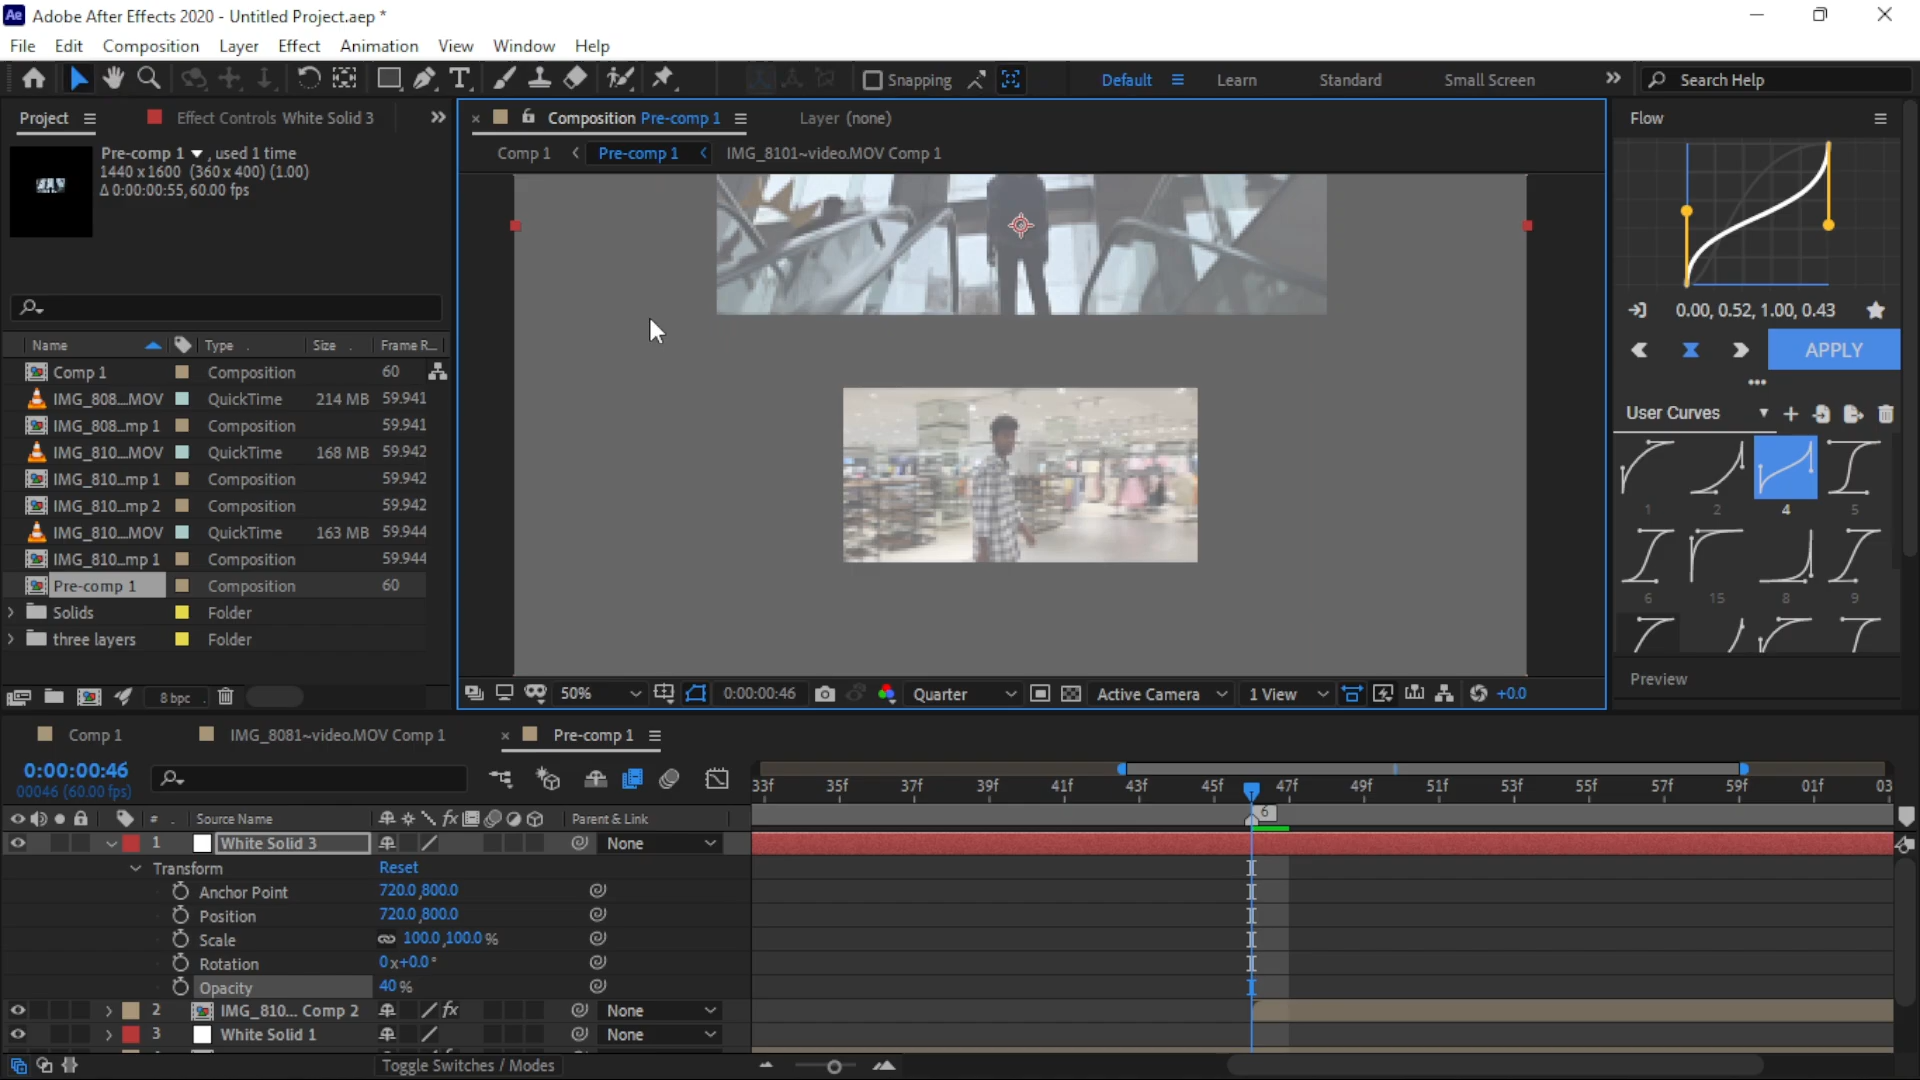 Ae Adobe After Effects 2020 - Untitled Project.aep *
File Edit Composition Layer Effect Animation View Window Help
Snapping Default Learn Standard Small Screen Search Help
Project Effect Controls White Solid 3
Pre-comp 1 , used 1 time
1440 x 1600 (360 x 400) (1.00)
Δ 0:00:00:55, 60.00 fps
Name Type Size Frame R...
Comp 1 Composition 60
IMG_808...MOV QuickTime 214 MB 59.941
IMG_808...mp 1 Composition 59.941
IMG_810...MOV QuickTime 168 MB 59.942
IMG_810...mp 1 Composition 59.942
IMG_810...mp 2 Composition 59.942
IMG_810...MOV QuickTime 163 MB 59.944
IMG_810...mp 1 Composition 59.944
Pre-comp 1 Composition 60
Solids Folder
three layers Folder
8 bpc
Composition Pre-comp 1 Layer (none)
Comp 1 Pre-comp 1 IMG_8101~video.MOV Comp 1
50% 0:00:00:46 Quarter Active Camera 1 View +0.0
Flow
0.00, 0.52, 1.00, 0.43
APPLY
User Curves
1 2 4 5
6 15 8 9
Preview
Comp 1 IMG_8081~video.MOV Comp 1 Pre-comp 1
0:00:00:46
00046 (60.00 fps)
33f 35f 37f 39f 41f 43f 45f 47f 49f 51f 53f 55f 57f 59f 01f 03
# Source Name fx Parent & Link
6
1 White Solid 3 None
Transform Reset
Anchor Point 720.0,800.0
Position 720.0,800.0
Scale 100.0,100.0 %
Rotation 0x+0.0°
Opacity 40 %
2 IMG_810... Comp 2 fx None
3 White Solid 1 None
Toggle Switches / Modes